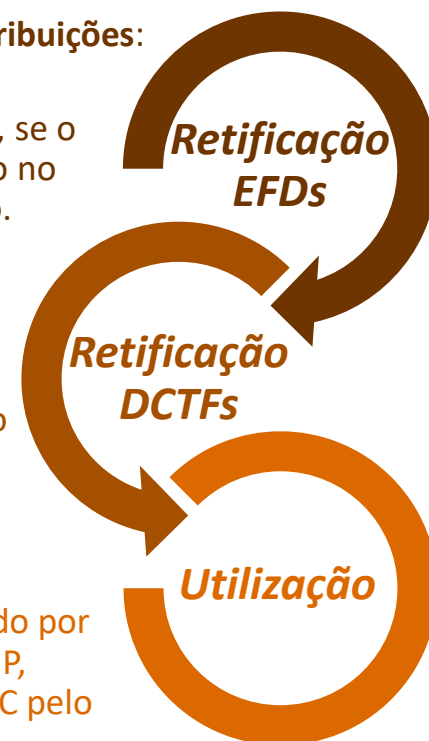 ribuições:
, se o
o no
o.
Retificação
EFDs
Retificação
DCTFs
o
Utilização
do por
P,
C pelo